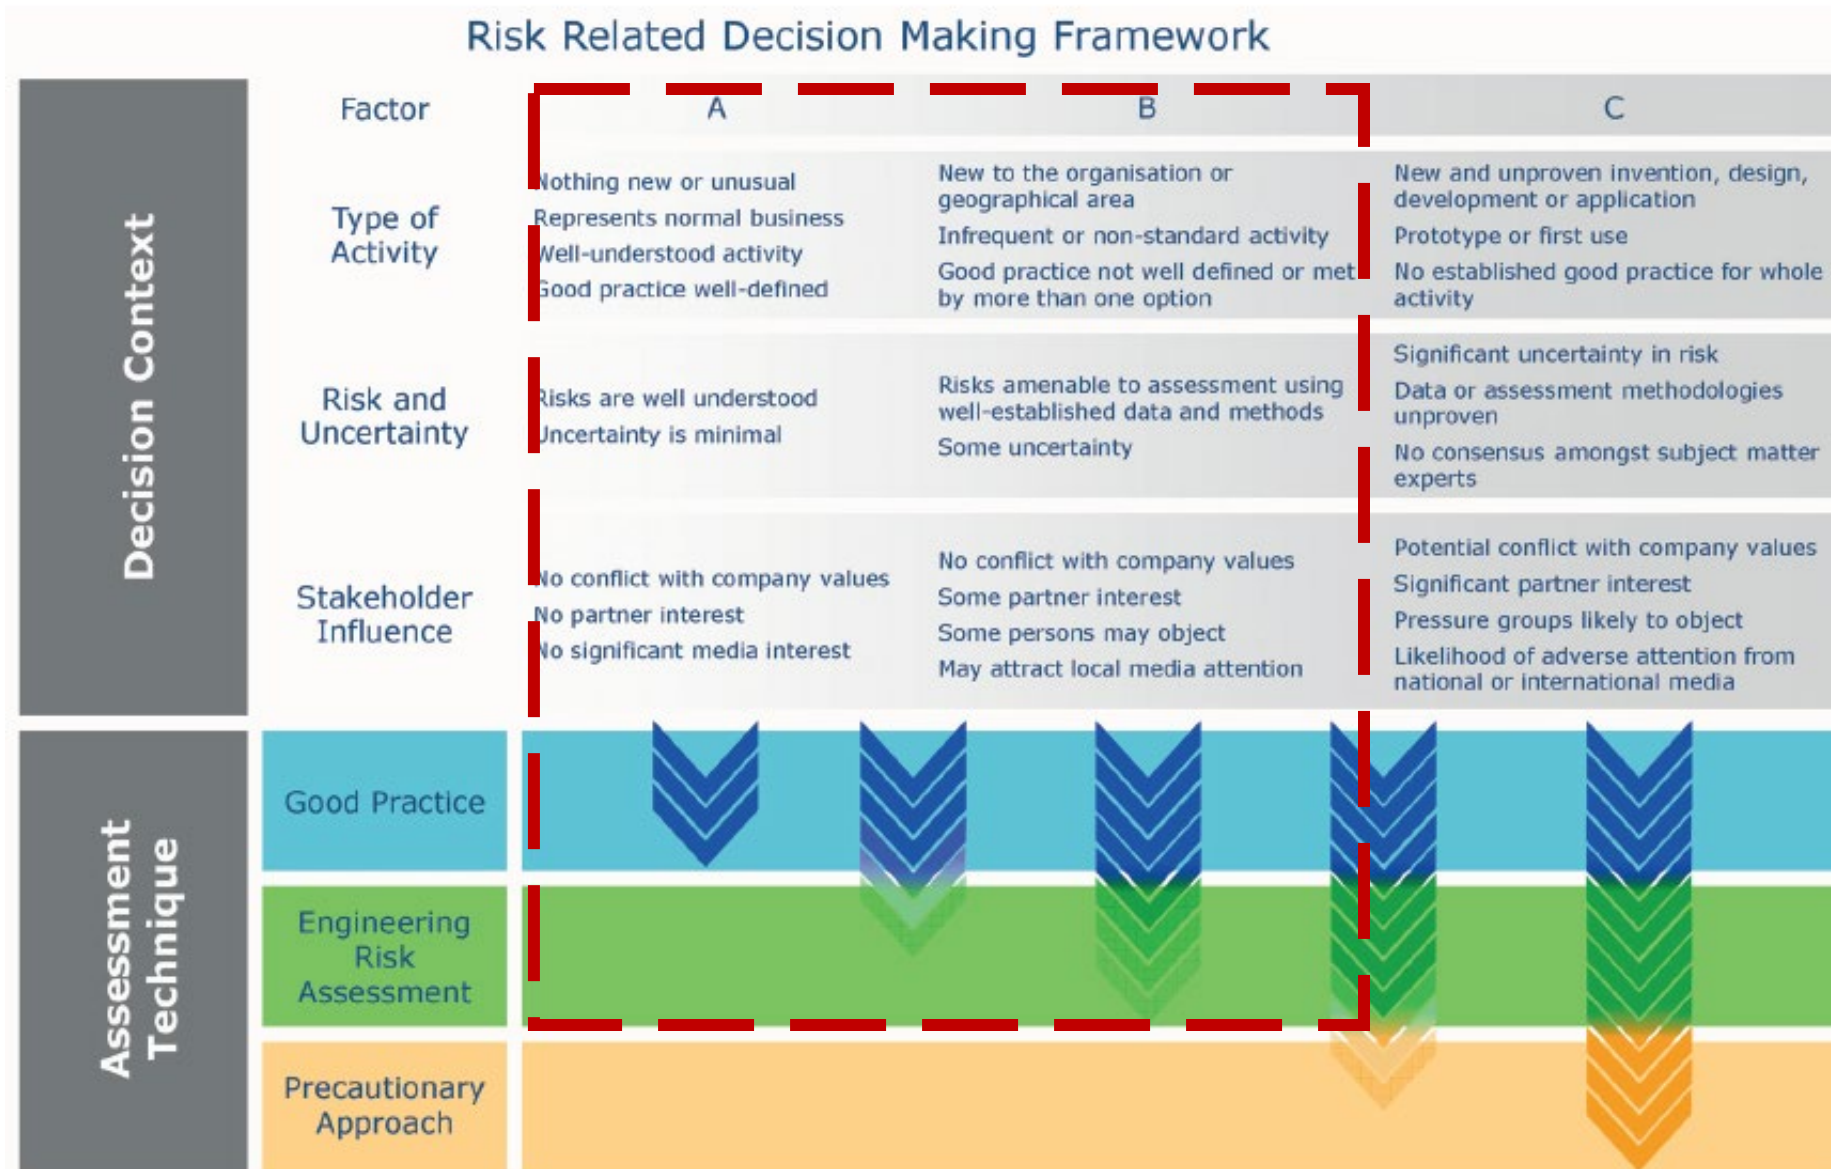 Risk Related Decision Making Framework
Decision Context
Factor
A
B
C
Type of
Activity
Nothing new or unusual
Represents normal business
Well-understood activity
Good practice well-defined
New to the organisation or
geographical area
Infrequent or non-standard activity
Good practice not well defined or met
by more than one option
New and unproven invention, design,
development or application
Prototype or first use
No established good practice for whole
activity
Risk and
Uncertainty
Risks are well understood
Uncertainty is minimal
Risks amenable to assessment using
well-established data and methods
Some uncertainty
Significant uncertainty in risk
Data or assessment methodologies
unproven
No consensus amongst subject matter
experts
Stakeholder
Influence
No conflict with company values
No partner interest
No significant media interest
No conflict with company values
Some partner interest
Some persons may object
May attract local media attention
Potential conflict with company values
Significant partner interest
Pressure groups likely to object
Likelihood of adverse attention from
national or international media
Assessment
Technique
Good Practice
Engineering
Risk
Assessment
Precautionary
Approach